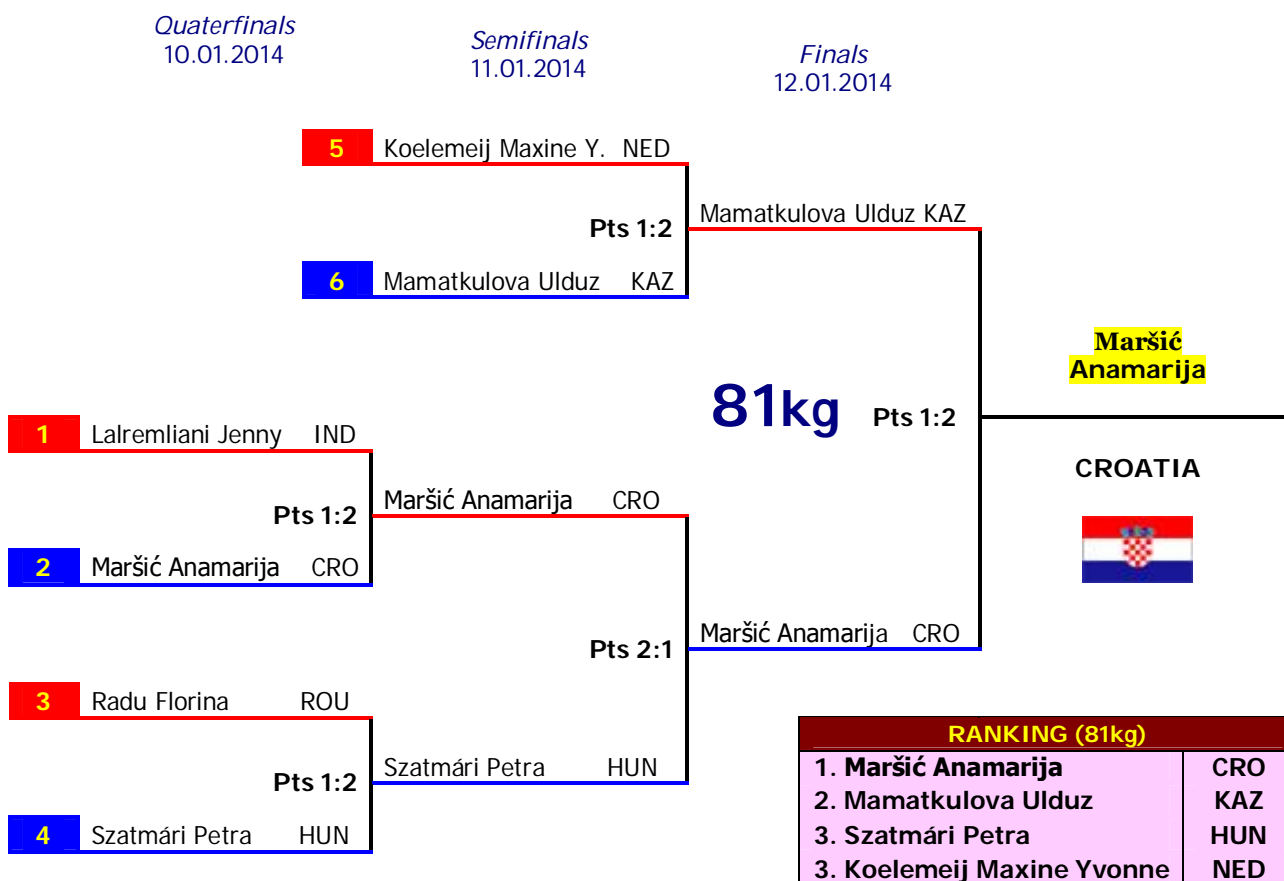 Quaterfinals
10.01.2014
Semifinals
11.01.2014
Finals
12.01.2014
5 Koelemeij Maxine Y. NED
Pts 1:2
Mamatkulova Ulduz KAZ
6 Mamatkulova Ulduz KAZ
Maršić
Anamarija
81kg Pts 1:2
1 Lalremliani Jenny IND
CROATIA
Pts 1:2
Maršić Anamarija CRO
2 Maršić Anamarija CRO
Pts 2:1
Maršić Anamarija CRO
3 Radu Florina ROU
Pts 1:2
Szatmári Petra HUN
4 Szatmári Petra HUN
RANKING (81kg)
1. Maršić Anamarija CRO
2. Mamatkulova Ulduz KAZ
3. Szatmári Petra HUN
3. Koelemeij Maxine Yvonne NED